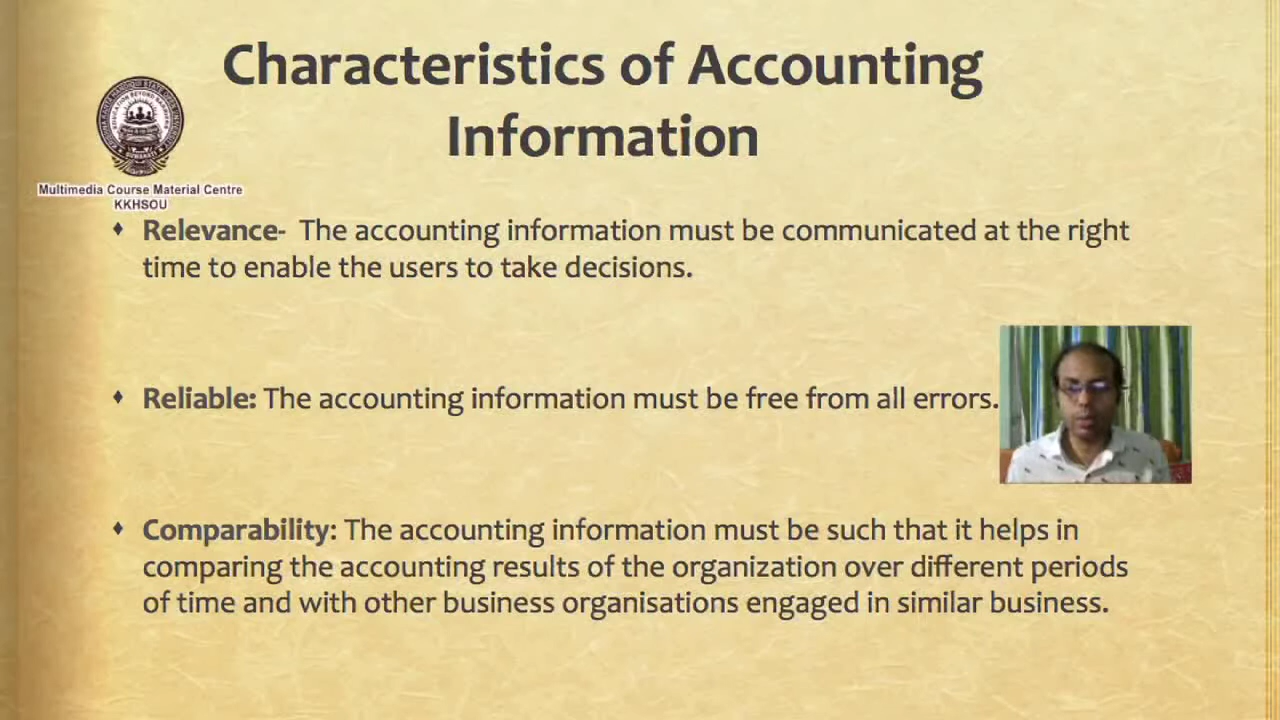 Characteristics of Accounting
Information
Multimedia Course Material Centre
KKHSOU
♦ Relevance- The accounting information must be communicated at the right
time to enable the users to take decisions.
♦ Reliable: The accounting information must be free from all errors.
♦ Comparability: The accounting information must be such that it helps in
comparing the accounting results of the organization over different periods
of time and with other business organisations engaged in similar business.